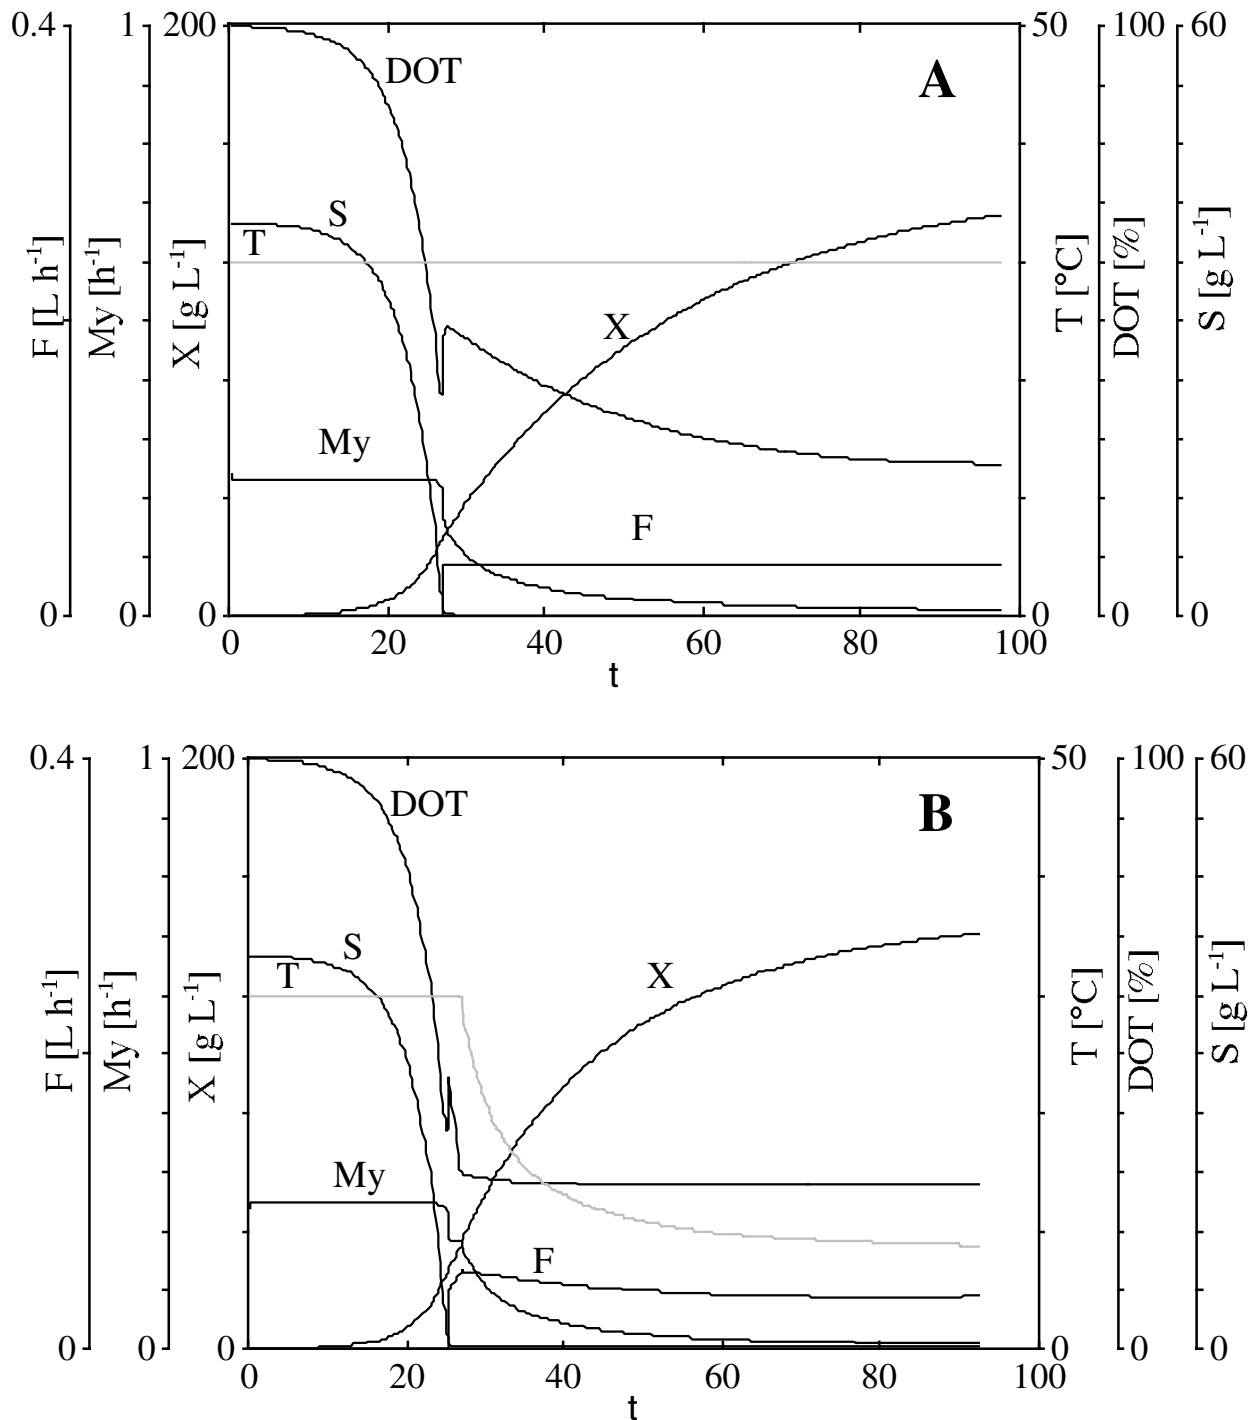 0.4 1 200 50 100 60
A
DOT
S
T
X
My
F
F [L h-1]
My [h-1]
X [g L-1]
T [°C]
DOT [%]
S [g L-1]
0 0 0 0 0 0
0 20 40 60 80 100
t
0.4 1 200 50 100 60
B
DOT
S
T
X
My
F
F [L h-1]
My [h-1]
X [g L-1]
T [°C]
DOT [%]
S [g L-1]
0 0 0 0 0 0
0 20 40 60 80 100
t